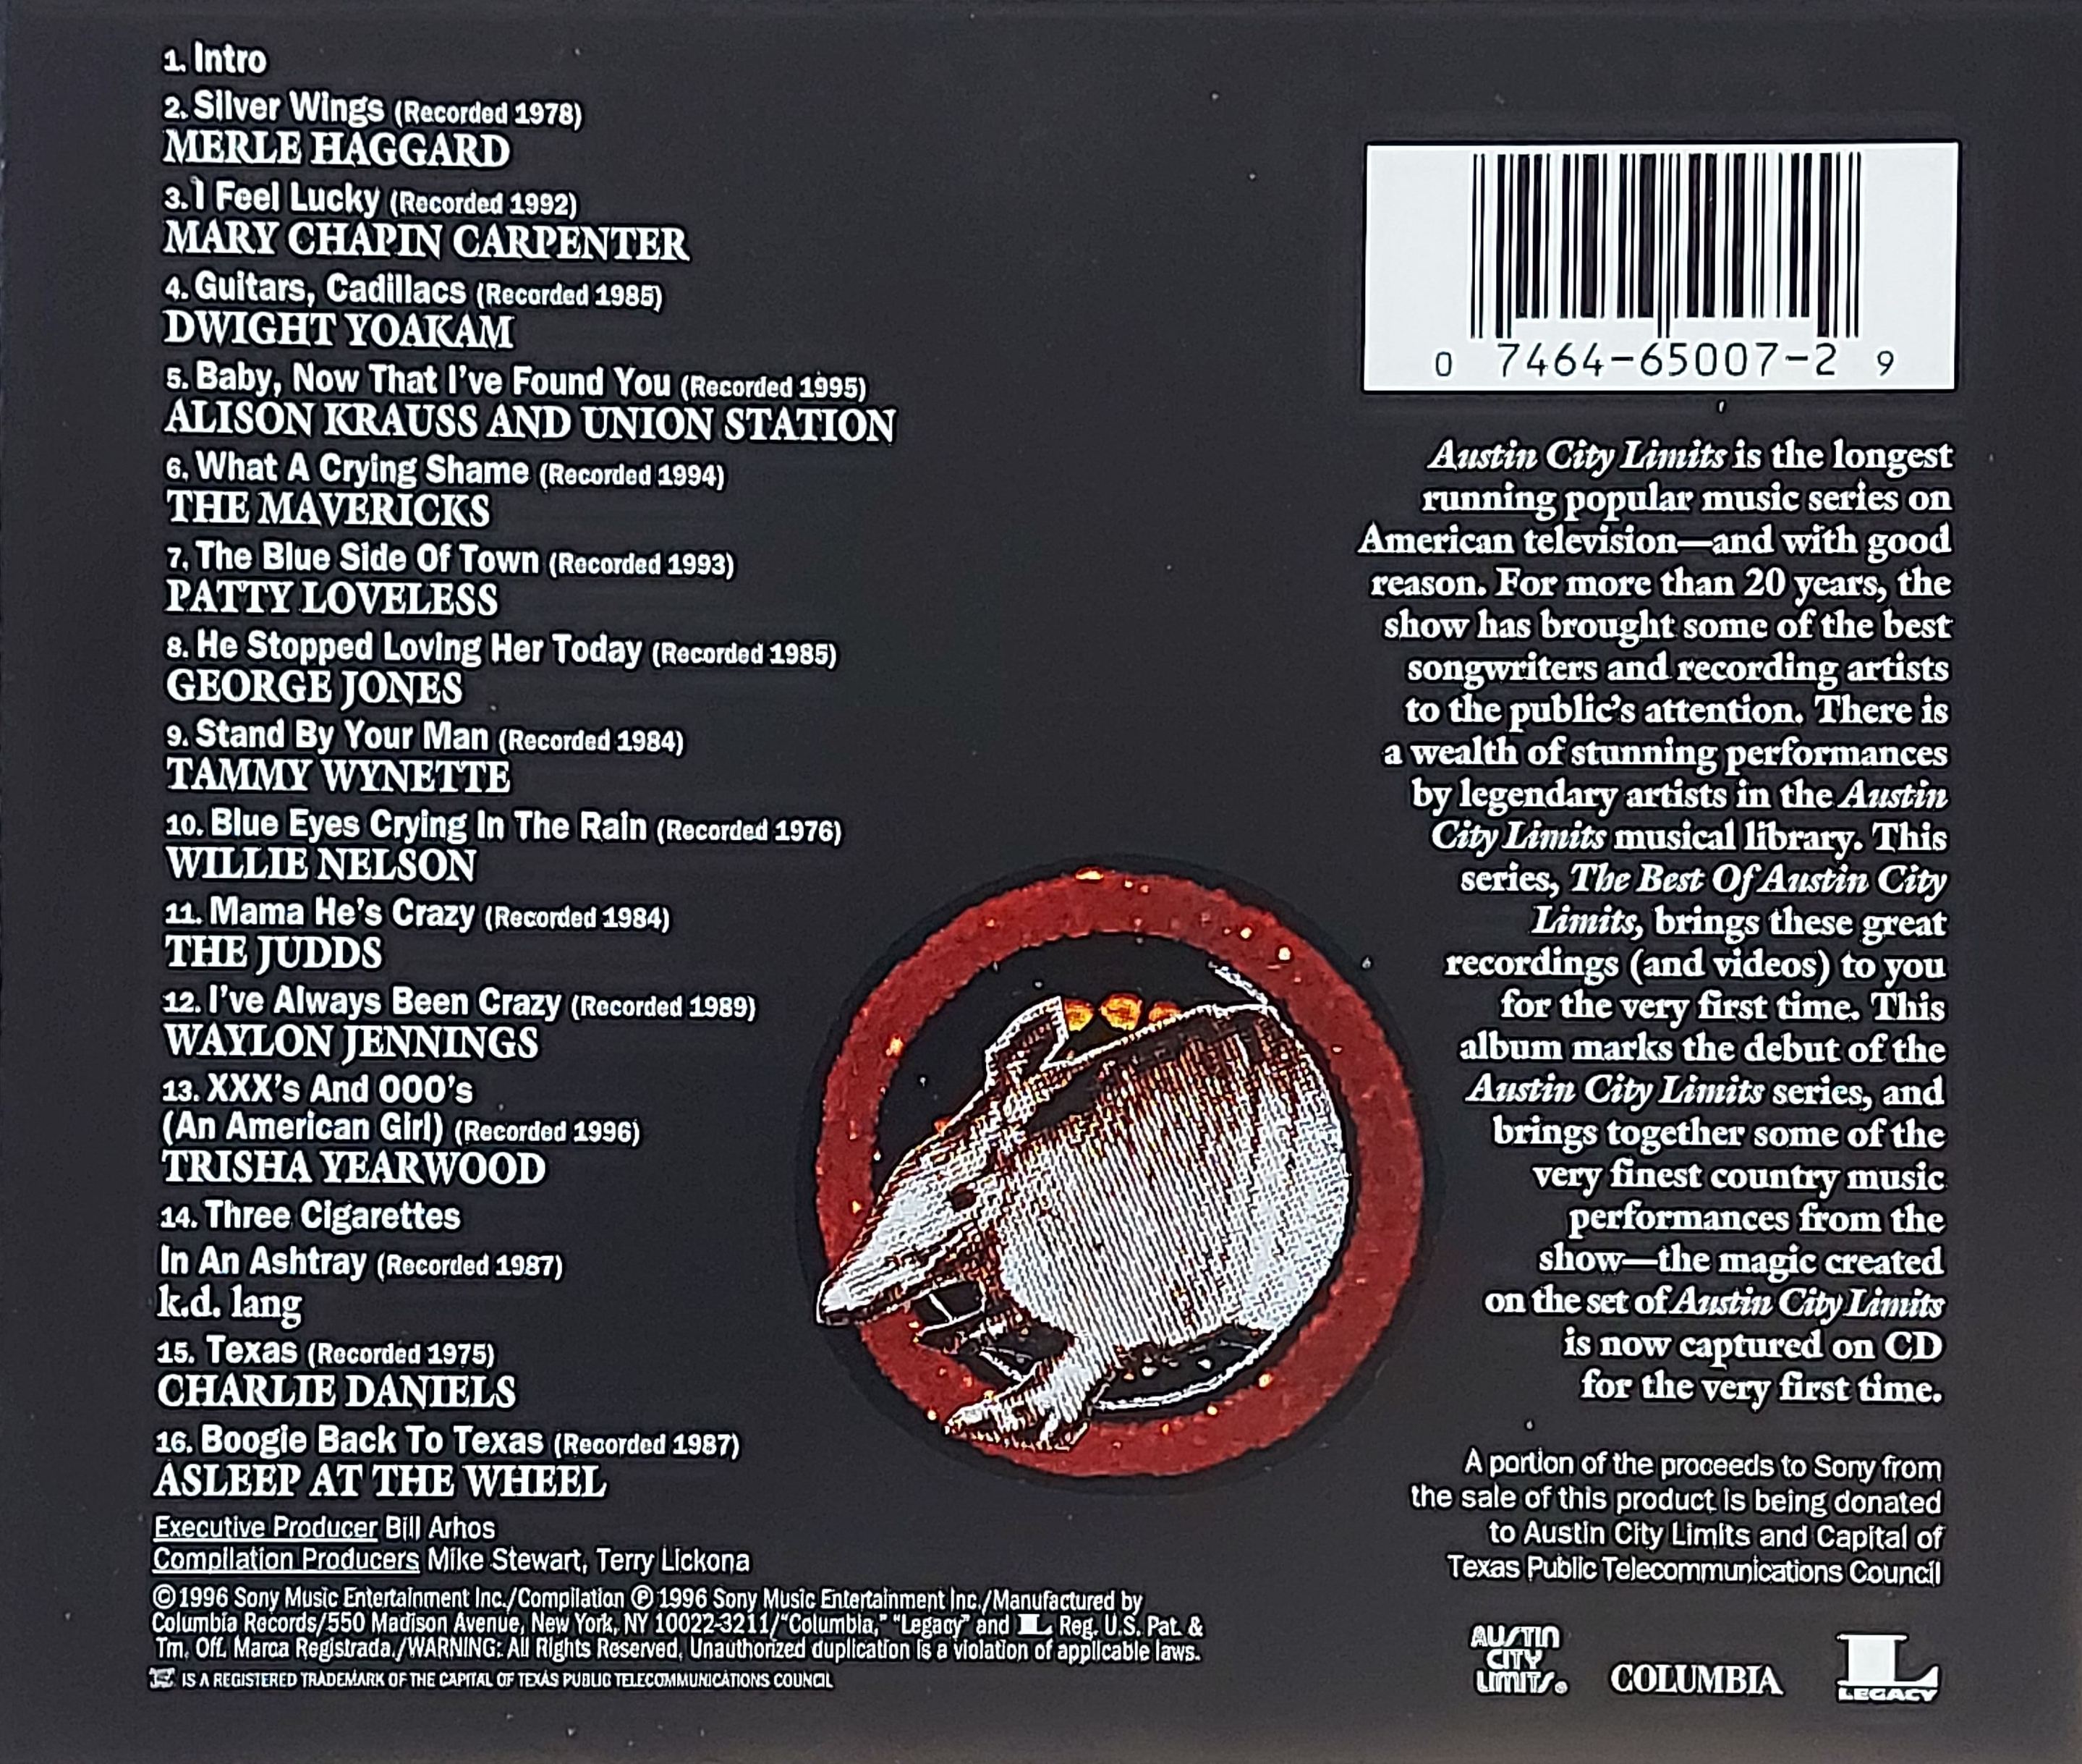 1. Intro
2. Silver Wings (Recorded 1978)
MERLE HAGGARD
3. I Feel Lucky (Recorded 1992)
MARY CHAPIN CARPENTER
4. Guitars, Cadillacs (Recorded 1985)
DWIGHT YOAKAM
5. Baby, Now That I've Found You (Recorded 1995)
ALISON KRAUSS AND UNION STATION
6. What A Crying Shame (Recorded 1994)
THE MAVERICKS
7. The Blue Side Of Town (Recorded 1993)
PATTY LOVELESS
8. He Stopped Loving Her Today (Recorded 1985)
GEORGE JONES
9. Stand By Your Man (Recorded 1984)
TAMMY WYNETTE
10. Blue Eyes Crying In The Rain (Recorded 1976)
WILLIE NELSON
11. Mama He's Crazy (Recorded 1984)
THE JUDDS
12. I've Always Been Crazy (Recorded 1989)
WAYLON JENNINGS
13. XXX's And OOO's
(An American Girl) (Recorded 1996)
TRISHA YEARWOOD
14. Three Cigarettes
In An Ashtray (Recorded 1987)
k.d. lang
15. Texas (Recorded 1975)
CHARLIE DANIELS
16. Boogie Back To Texas (Recorded 1987)
ASLEEP AT THE WHEEL
Executive Producer Bill Arhos
Compilation Producers Mike Stewart, Terry Lickona
© 1996 Sony Music Entertainment Inc./Compilation ℗ 1996 Sony Music Entertainment Inc./Manufactured by
Columbia Records/550 Madison Avenue, New York, NY 10022-3211/"Columbia," "Legacy" and L Reg. U.S. Pat. &
Tm. Off. Marca Registrada./WARNING: All Rights Reserved. Unauthorized duplication is a violation of applicable laws.
IS A REGISTERED TRADEMARK OF THE CAPITAL OF TEXAS PUBLIC TELECOMMUNICATIONS COUNCIL
0 7464-65007-2 9
Austin City Limits is the longest
running popular music series on
American television—and with good
reason. For more than 20 years, the
show has brought some of the best
songwriters and recording artists
to the public's attention. There is
a wealth of stunning performances
by legendary artists in the Austin
City Limits musical library. This
series, The Best Of Austin City
Limits, brings these great
recordings (and videos) to you
for the very first time. This
album marks the debut of the
Austin City Limits series, and
brings together some of the
very finest country music
performances from the
show—the magic created
on the set of Austin City Limits
is now captured on CD
for the very first time.
A portion of the proceeds to Sony from
the sale of this product is being donated
to Austin City Limits and Capital of
Texas Public Telecommunications Council
AUSTIN
CITY
LIMITS®
COLUMBIA
L
LEGACY